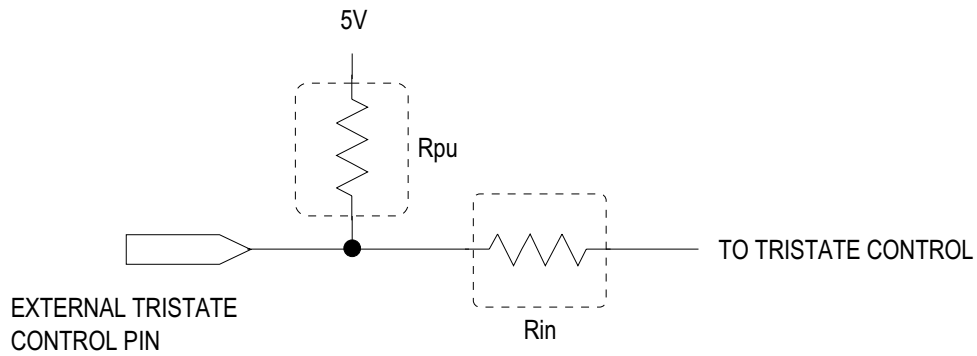 5V
Rpu
TO TRISTATE CONTROL
EXTERNAL TRISTATE
CONTROL PIN
Rin